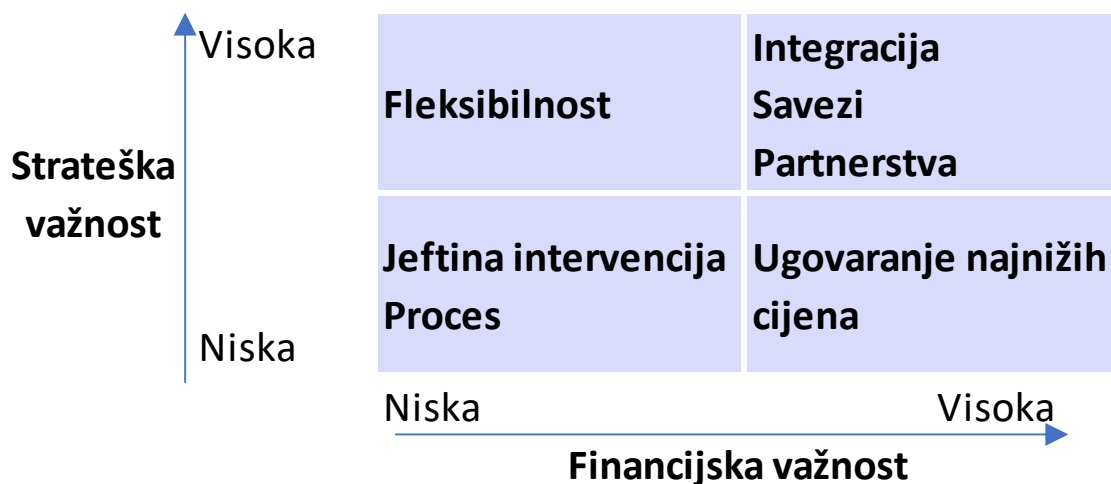 Visoka
Strateška
važnost
Niska
Fleksibilnost
Integracija
Savezi
Partnerstva
Jeftina intervencija
Proces
Ugovaranje najnižih
cijena
Niska
Visoka
Financijska važnost